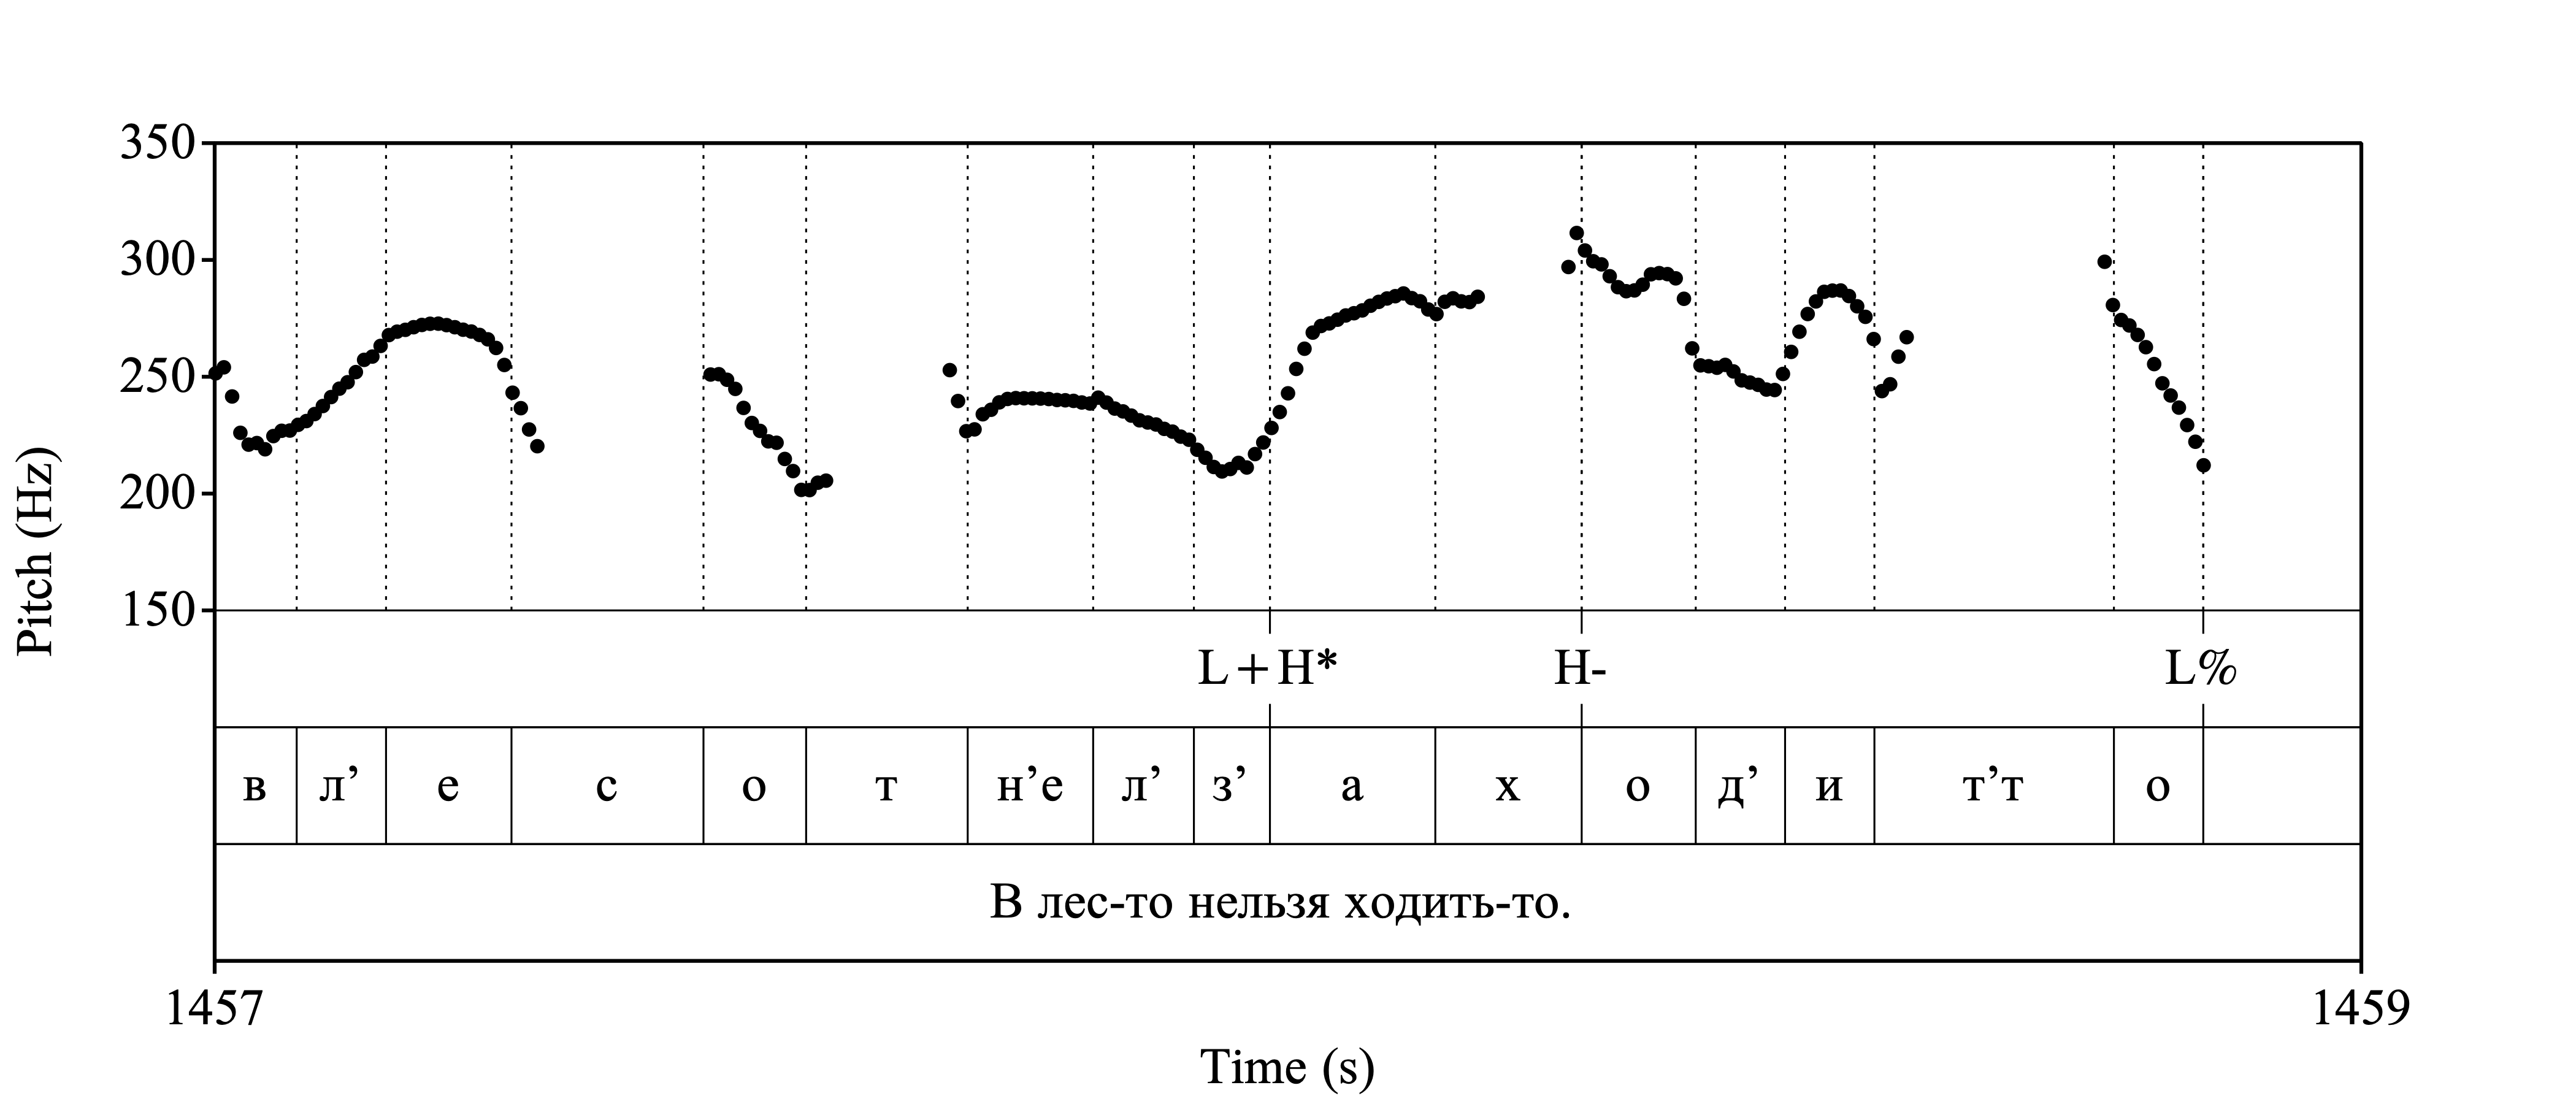 350
300
250
200
150
Pitch (Hz)
L+H* H- L%
в л’ е с о т н’е л’ з’ а х о д’ и т’т о
В лес-то нельзя ходить-то.
1457 1459
Time (s)